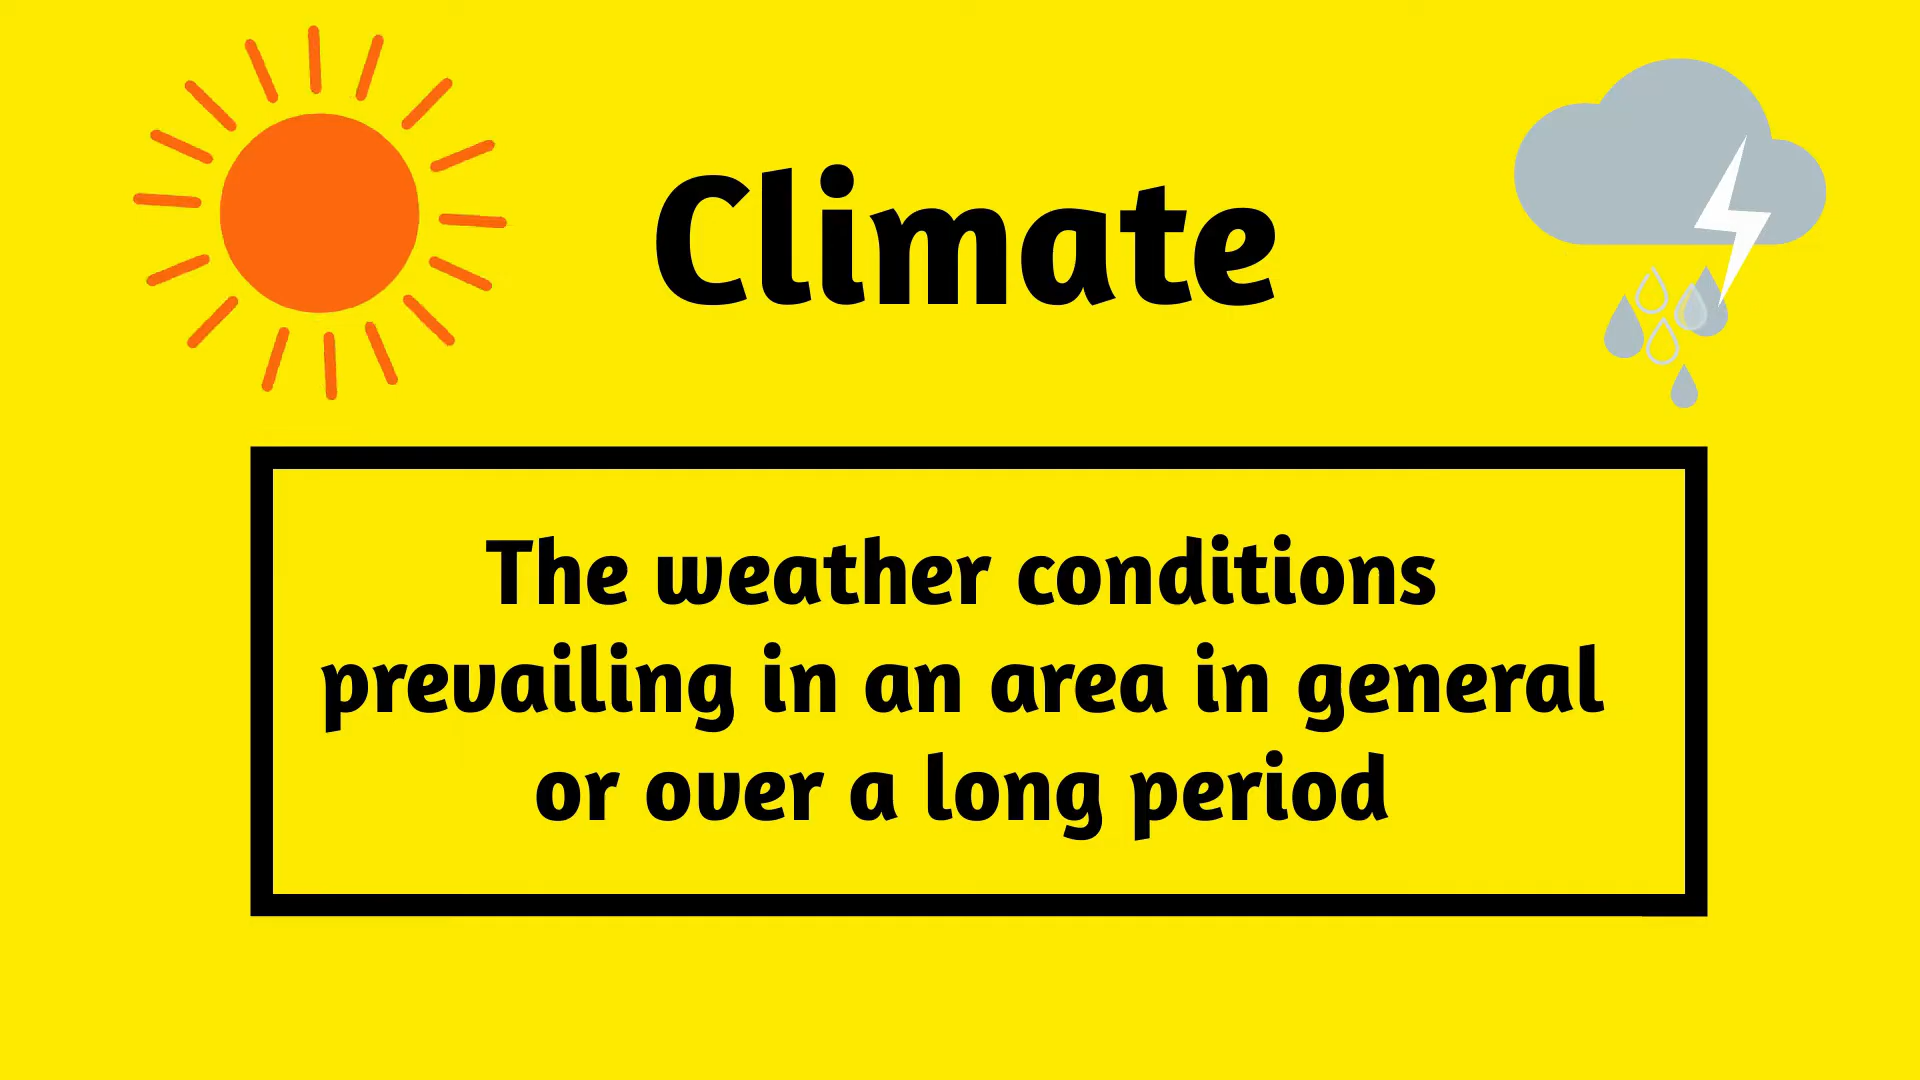 Climate
The weather conditions
prevailing in an area in general
or over a long period